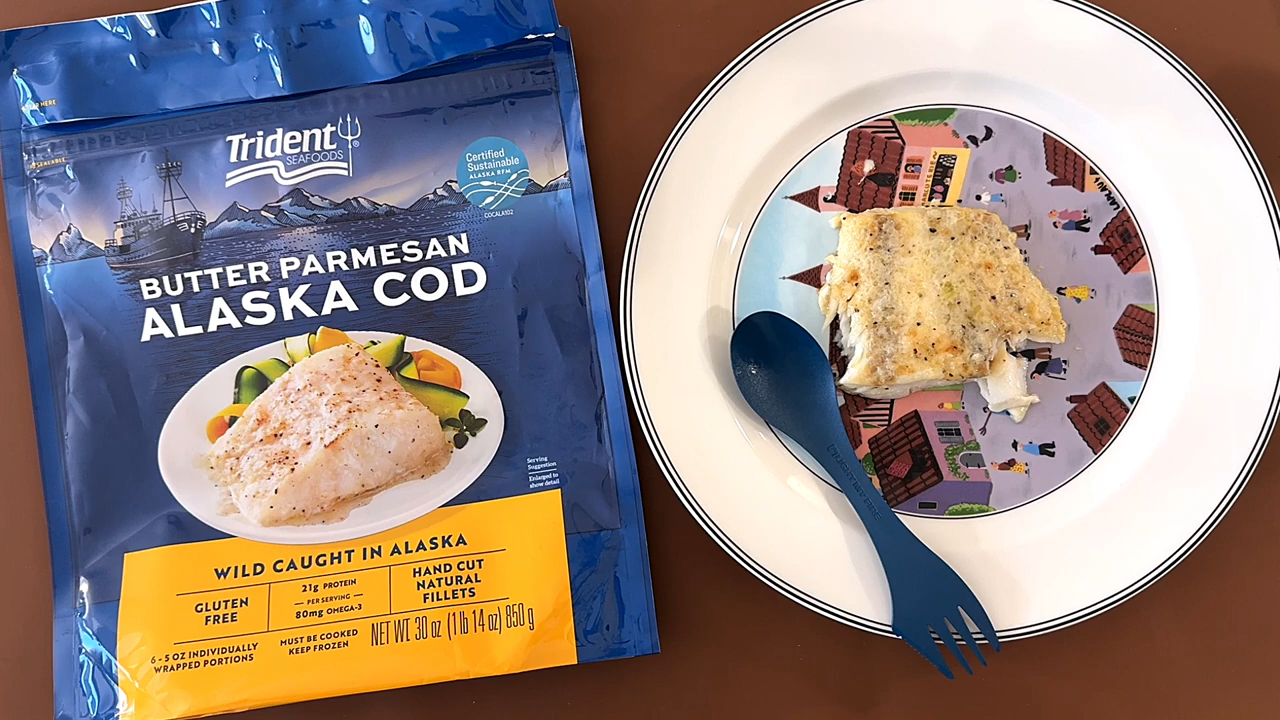 Trident®
SEAFOODS
Certified
Sustainable
ALASKA RFM
COCALA102
BUTTER PARMESAN
ALASKA COD
Serving
Suggestion
Enlarged to
show detail
WILD CAUGHT IN ALASKA
GLUTEN
FREE
21g PROTEIN
PER SERVING
80mg OMEGA-3
HAND CUT
NATURAL
FILLETS
6 - 5 OZ INDIVIDUALLY
WRAPPED PORTIONS
MUST BE COOKED
KEEP FROZEN
NET WT 30 oz (1 lb 14 oz) 850 g